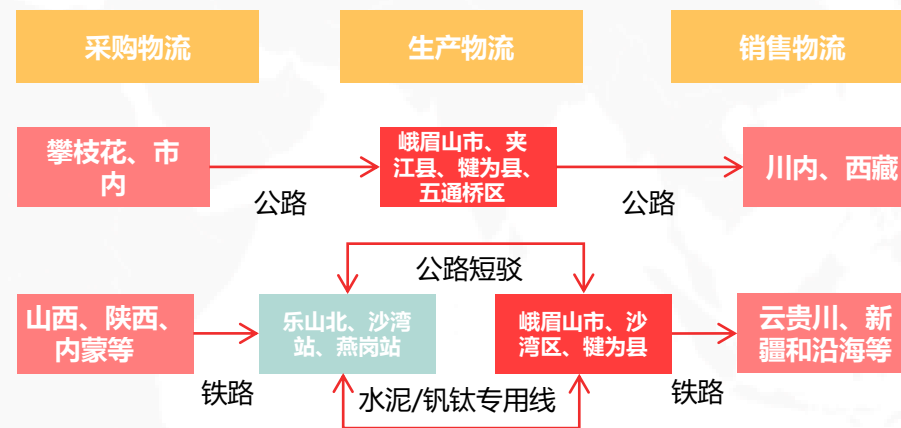 采购物流
生产物流
销售物流
攀枝花、市
内
公路
峨眉山市、夹
江县、犍为县、
五通桥区
公路
川内、西藏
公路短驳
山西、陕西、
内蒙等
铁路
乐山北、沙湾
站、燕岗站
水泥/钒钛专用线
峨眉山市、沙
湾区、犍为县
铁路
云贵川、新
疆和沿海等